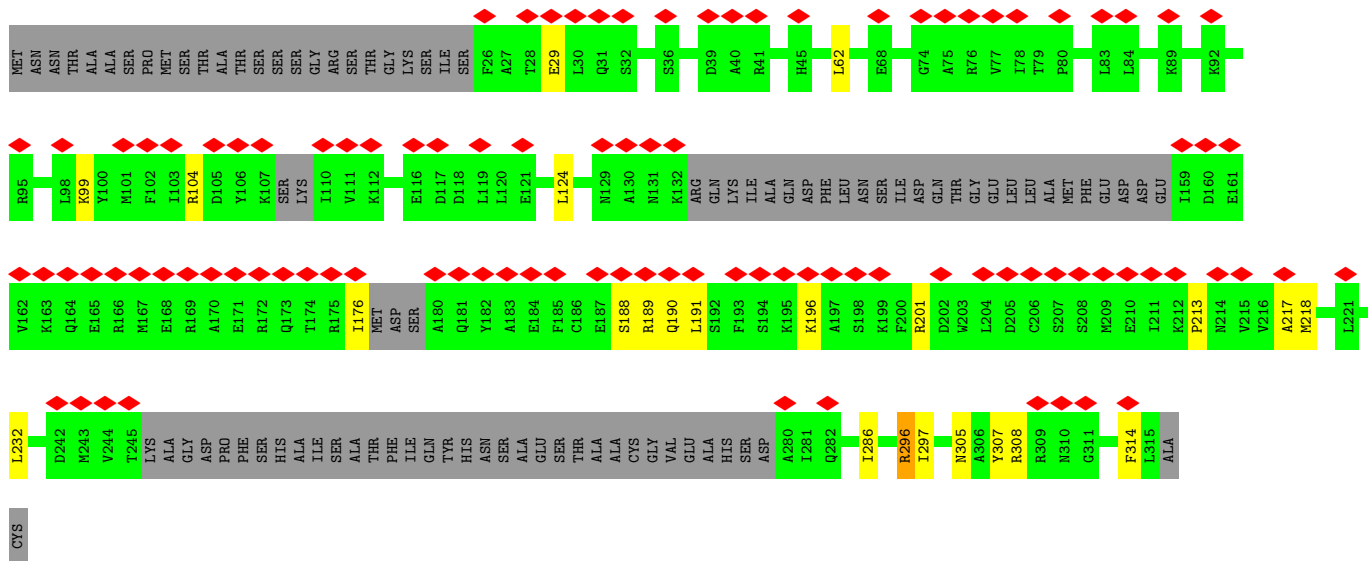 MET ASN ASN THR ALA ALA SER PRO MET SER THR ALA THR SER SER SER GLY ARG SER THR GLY LYS SER ILE SER F26 A27 T28 E29 L30 Q31 S32 S36 D39 A40 R41 H45 L62 E68 G74 A75 R76 V77 I78 T79 P80 L83 L84 K89 K92
R95 L98 K99 Y100 M101 F102 I103 R104 D105 Y106 K107 SER LYS I110 V111 K112 E116 D117 D118 L119 L120 E121 L124 N129 A130 N131 K132 ARG GLN LYS ILE ALA GLN ASP PHE LEU ASN SER ILE ASP GLN THR GLY GLU LEU LEU ALA MET PHE GLU ASP ASP GLU I159 D160 E161
V162 K163 Q164 E165 R166 M167 E168 R169 A170 E171 R172 Q173 T174 R175 I176 MET ASP SER A180 Q181 Y182 A183 E184 F185 C186 E187 S188 R189 Q190 L191 S192 F193 S194 K195 K196 A197 S198 K199 F200 R201 D202 W203 L204 D205 C206 S207 S208 M209 E210 I211 K212 P213 N214 V215 V216 A217 M218 L221
L232 D242 M243 V244 T245 LYS ALA GLY ASP PRO PHE SER HIS ALA ILE SER ALA THR PHE ILE GLN TYR HIS ASN SER ALA GLU SER THR ALA ALA CYS GLY VAL GLU ALA HIS SER ASP A280 I281 Q282 I286 R296 I297 N305 A306 Y307 R308 R309 N310 G311 F314 L315 ALA
CYS